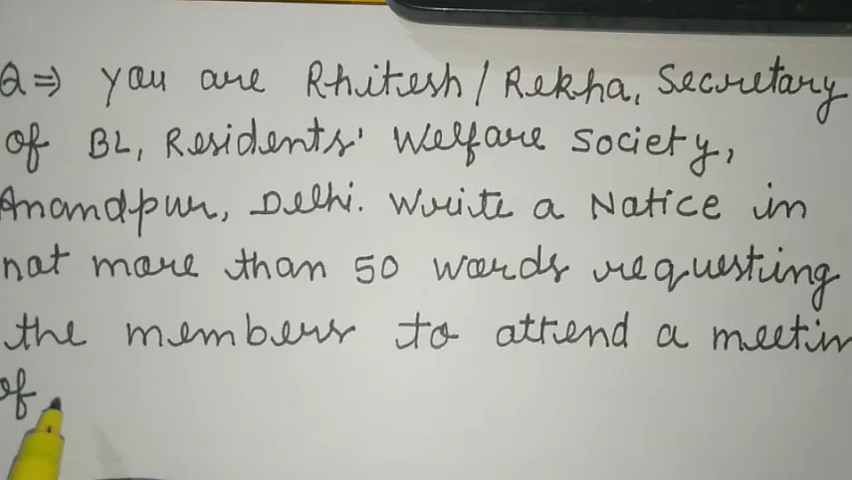 Q⇒ you are Rhitesh/Rekha, Secretary
of BL, Residents' Welfare Society,
Anandpur, Delhi. Write a Notice in
not more than 50 words requesting
the members to attend a meetin
of